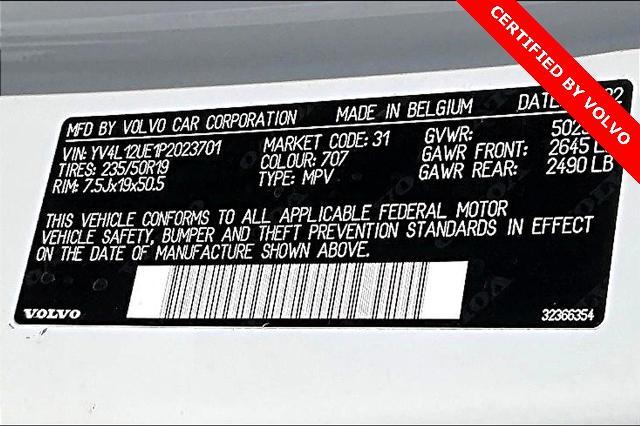 CERTIFIED BY VOLVO
MFD BY VOLVO CAR CORPORATION MADE IN BELGIUM
VIN: YV4L12UE1P2023701 MARKET CODE: 31 GVWR:
TIRES: 235/50R19 COLOUR: 707 GAWR FRONT: 2645
RIM: 7.5Jx19x50.5 TYPE: MPV GAWR REAR: 2490 LB
THIS VEHICLE CONFORMS TO ALL APPLICABLE FEDERAL MOTOR
VEHICLE SAFETY, BUMPER AND THEFT PREVENTION STANDARDS IN EFFECT
ON THE DATE OF MANUFACTURE SHOWN ABOVE.
VOLVO 32366354